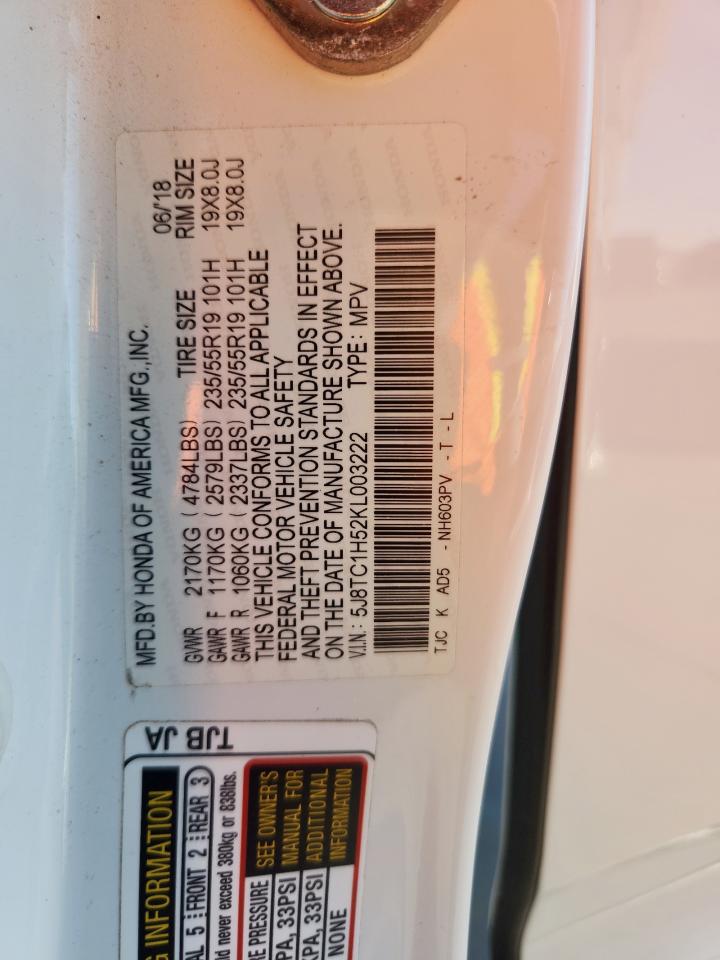 MFD.BY HONDA OF AMERICA MFG.,INC. 06/'18
GVWR 2170KG ( 4784LBS) TIRE SIZE RIM SIZE
GAWR F 1170KG ( 2579LBS) 235/55R19 101H 19X8.0J
GAWR R 1060KG ( 2337LBS) 235/55R19 101H 19X8.0J
THIS VEHICLE CONFORMS TO ALL APPLICABLE
FEDERAL MOTOR VEHICLE SAFETY
AND THEFT PREVENTION STANDARDS IN EFFECT
ON THE DATE OF MANUFACTURE SHOWN ABOVE.
V.I.N.: 5J8TC1H52KL003222 TYPE: MPV
TJC K AD5 - NH603PV - T - L
TJB JA
INFORMATION
5 FRONT 2 REAR 3
never exceed 380kg or 838lbs.
PRESSURE
33PSI
33PSI
NONE
SEE OWNER'S
MANUAL FOR
ADDITIONAL
INFORMATION